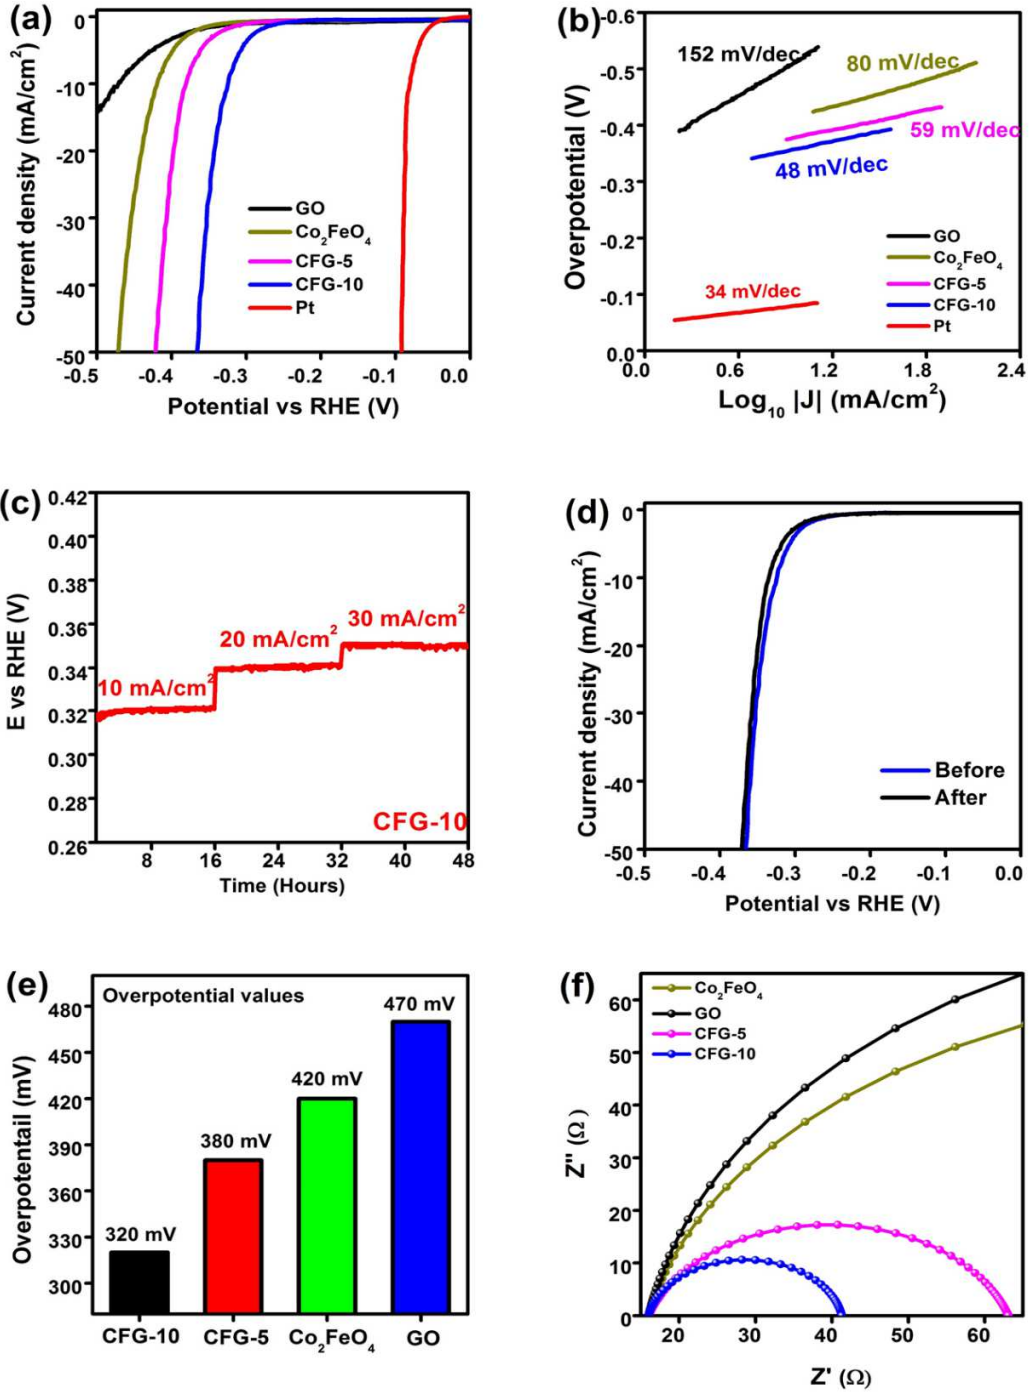 (a)
0
-10
-20
-30
-40
-50
Current density (mA/cm²)
GO
Co₂FeO₄
CFG-5
CFG-10
Pt
-0.5 -0.4 -0.3 -0.2 -0.1 0.0
Potential vs RHE (V)
(b)
-0.6
-0.5
-0.4
-0.3
-0.2
-0.1
0.0
Overpotential (V)
152 mV/dec
80 mV/dec
59 mV/dec
48 mV/dec
34 mV/dec
GO
Co₂FeO₄
CFG-5
CFG-10
Pt
0.0 0.6 1.2 1.8 2.4
Log₁₀ |J| (mA/cm²)
(c)
0.42
0.40
0.38
0.36
0.34
0.32
0.30
0.28
0.26
E vs RHE (V)
10 mA/cm²
20 mA/cm²
30 mA/cm²
CFG-10
8 16 24 32 40 48
Time (Hours)
(d)
0
-10
-20
-30
-40
-50
Current density (mA/cm²)
Before
After
-0.5 -0.4 -0.3 -0.2 -0.1 0.0
Potential vs RHE (V)
(e)
Overpotential values
480
450
420
390
360
330
300
Overpotentail (mV)
320 mV
380 mV
420 mV
470 mV
CFG-10 CFG-5 Co₂FeO₄ GO
(f)
60
50
40
30
20
10
0
Z'' (Ω)
Co₂FeO₄
GO
CFG-5
CFG-10
20 30 40 50 60
Z' (Ω)